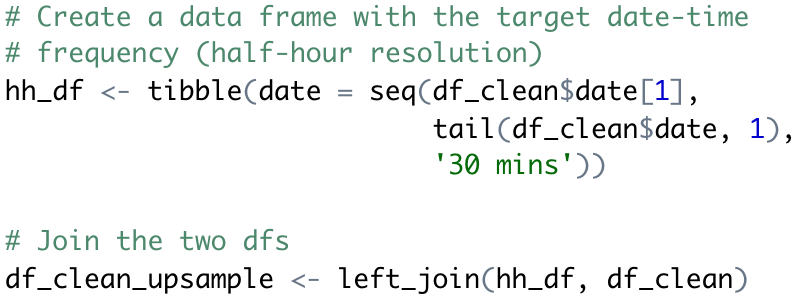 # Create a data frame with the target date-time
# frequency (half-hour resolution)
hh_df <- tibble(date = seq(df_clean$date[1],
                           tail(df_clean$date, 1),
                           '30 mins'))

# Join the two dfs
df_clean_upsample <- left_join(hh_df, df_clean)